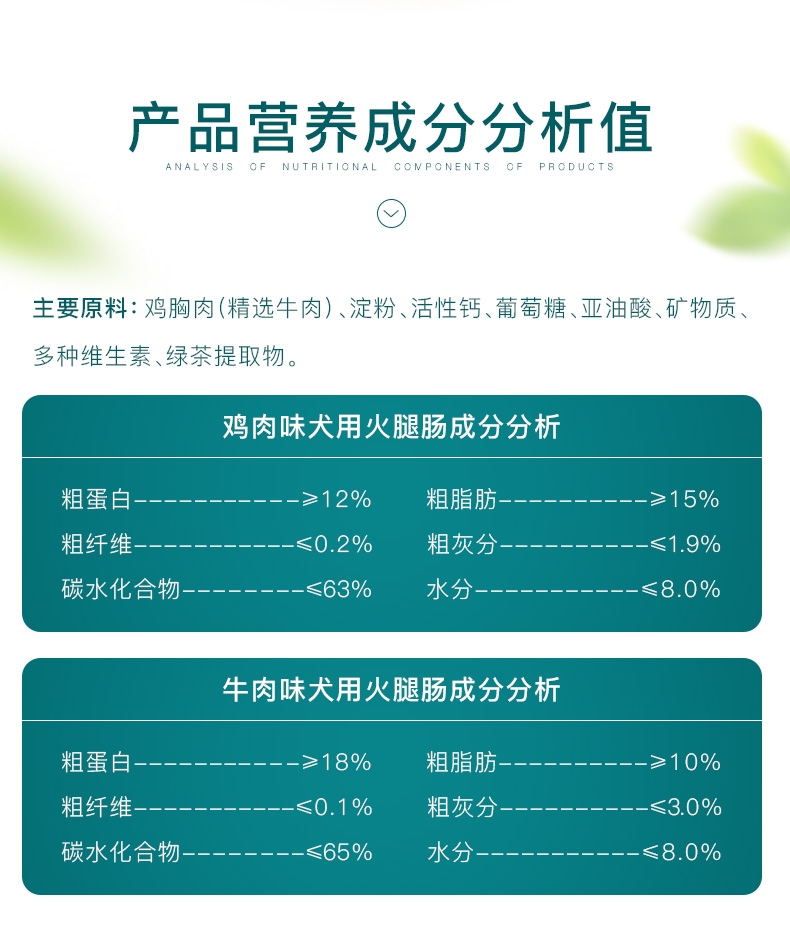 产品营养成分分析值
ANALYSIS OF NUTRITIONAL COMPONENTS OF PRODUCTS
主要原料：鸡胸肉（精选牛肉）、淀粉、活性钙、葡萄糖、亚油酸、矿物质、
多种维生素、绿茶提取物。
鸡肉味犬用火腿肠成分分析
粗蛋白-----------≥12% 粗脂肪----------≥15%
粗纤维-----------≤0.2% 粗灰分----------≤1.9%
碳水化合物--------≤63% 水分-----------≤8.0%
牛肉味犬用火腿肠成分分析
粗蛋白-----------≥18% 粗脂肪----------≥10%
粗纤维-----------≤0.1% 粗灰分----------≤3.0%
碳水化合物--------≤65% 水分-----------≤8.0%